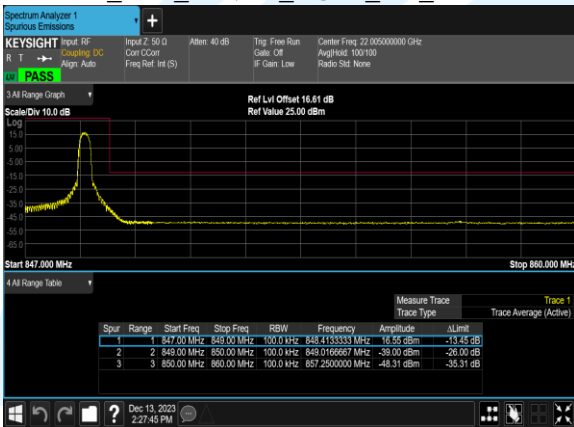 Spectrum Analyzer 1
Spurious Emissions
+
KEYSIGHT Input: RF Input Z: 50 Ω Atten: 40 dB Trig: Free Run Center Freq: 22.005000000 GHz
R T Coupling: DC Corr CCorr Gate: Off Avg|Hold: 100/100
Align: Auto Freq Ref: Int (S) IF Gain: Low Radio Std: None
PASS
3 All Range Graph
Ref Lvl Offset 16.61 dB
Scale/Div 10.0 dB Ref Value 25.00 dBm
Log
15.0
5.00
-5.00
-15.0
-25.0
-35.0
-45.0
-55.0
-65.0
Start 847.000 MHz Stop 860.000 MHz
4 All Range Table
Measure Trace Trace 1
Trace Type Trace Average (Active)
Spur Range Start Freq Stop Freq RBW Frequency Amplitude ΔLimit
1 1 847.00 MHz 849.00 MHz 100.0 kHz 848.4133333 MHz 16.55 dBm -13.45 dB
2 2 849.00 MHz 850.00 MHz 100.0 kHz 849.0166667 MHz -39.00 dBm -26.00 dB
3 3 850.00 MHz 860.00 MHz 100.0 kHz 857.2500000 MHz -48.31 dBm -35.31 dB
? Dec 13, 2023
2:27:45 PM